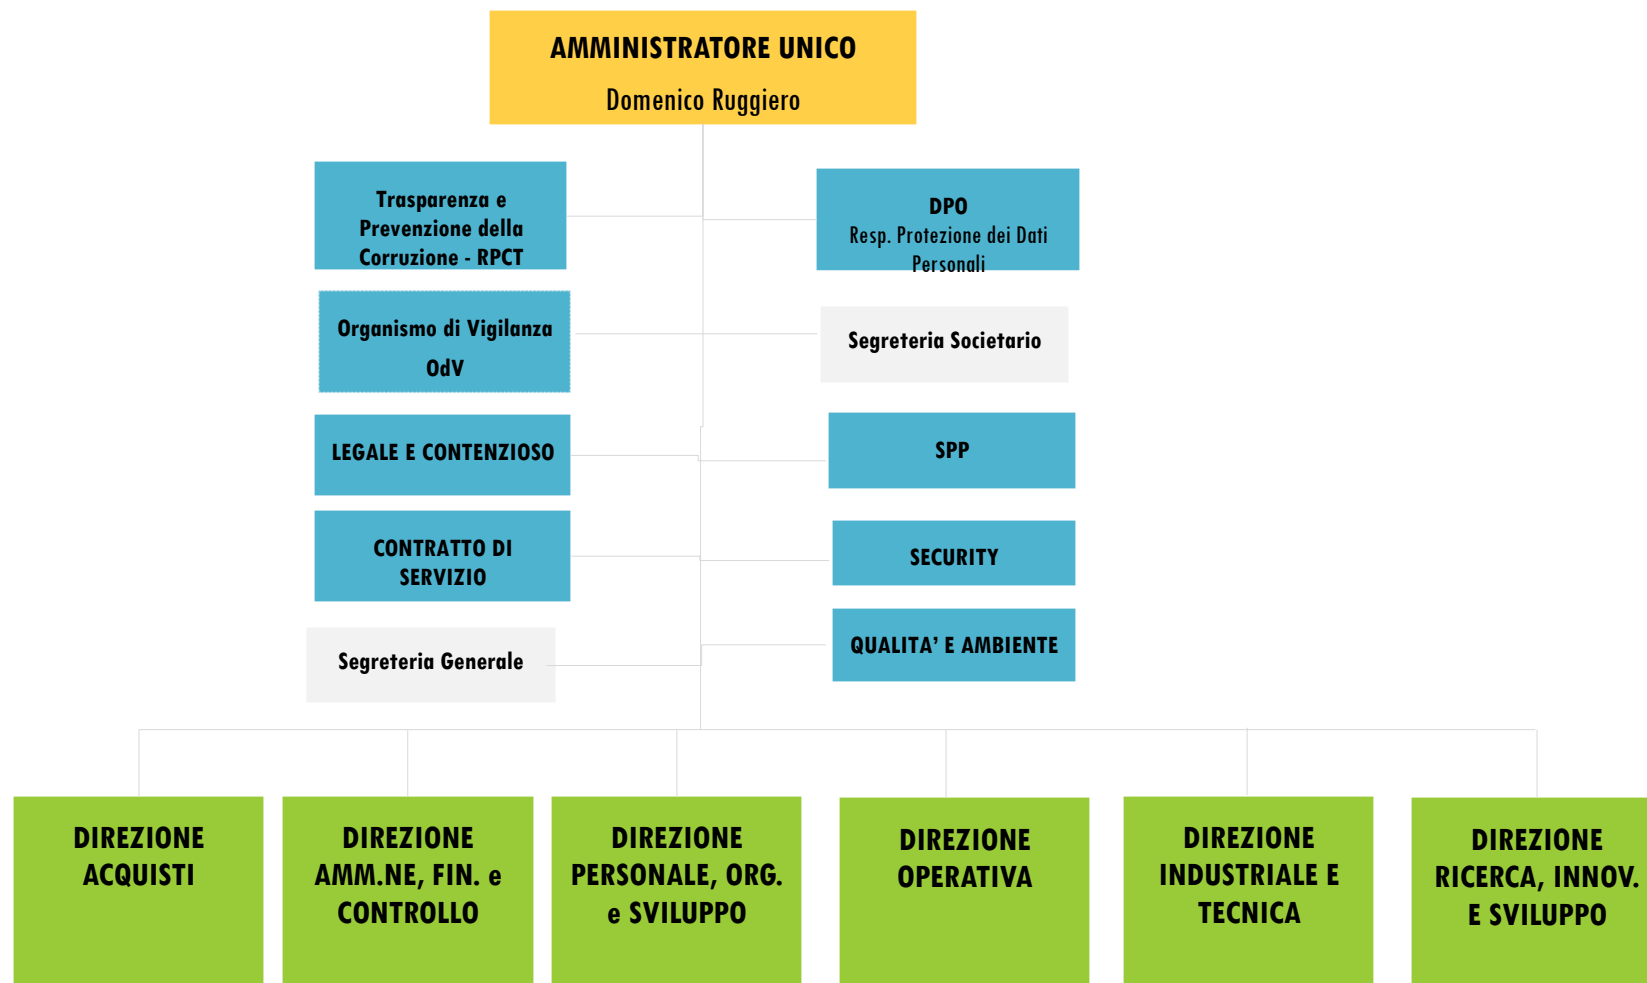 AMMINISTRATORE UNICO
Domenico Ruggiero
Trasparenza e
Prevenzione della
Corruzione - RPCT
DPO
Resp. Protezione dei Dati
Personali
Organismo di Vigilanza
OdV
Segreteria Societario
LEGALE E CONTENZIOSO
SPP
CONTRATTO DI
SERVIZIO
SECURITY
Segreteria Generale
QUALITA’ E AMBIENTE
DIREZIONE
ACQUISTI
DIREZIONE
AMM.NE, FIN. e
CONTROLLO
DIREZIONE
PERSONALE, ORG.
e SVILUPPO
DIREZIONE
OPERATIVA
DIREZIONE
INDUSTRIALE E
TECNICA
DIREZIONE
RICERCA, INNOV.
E SVILUPPO